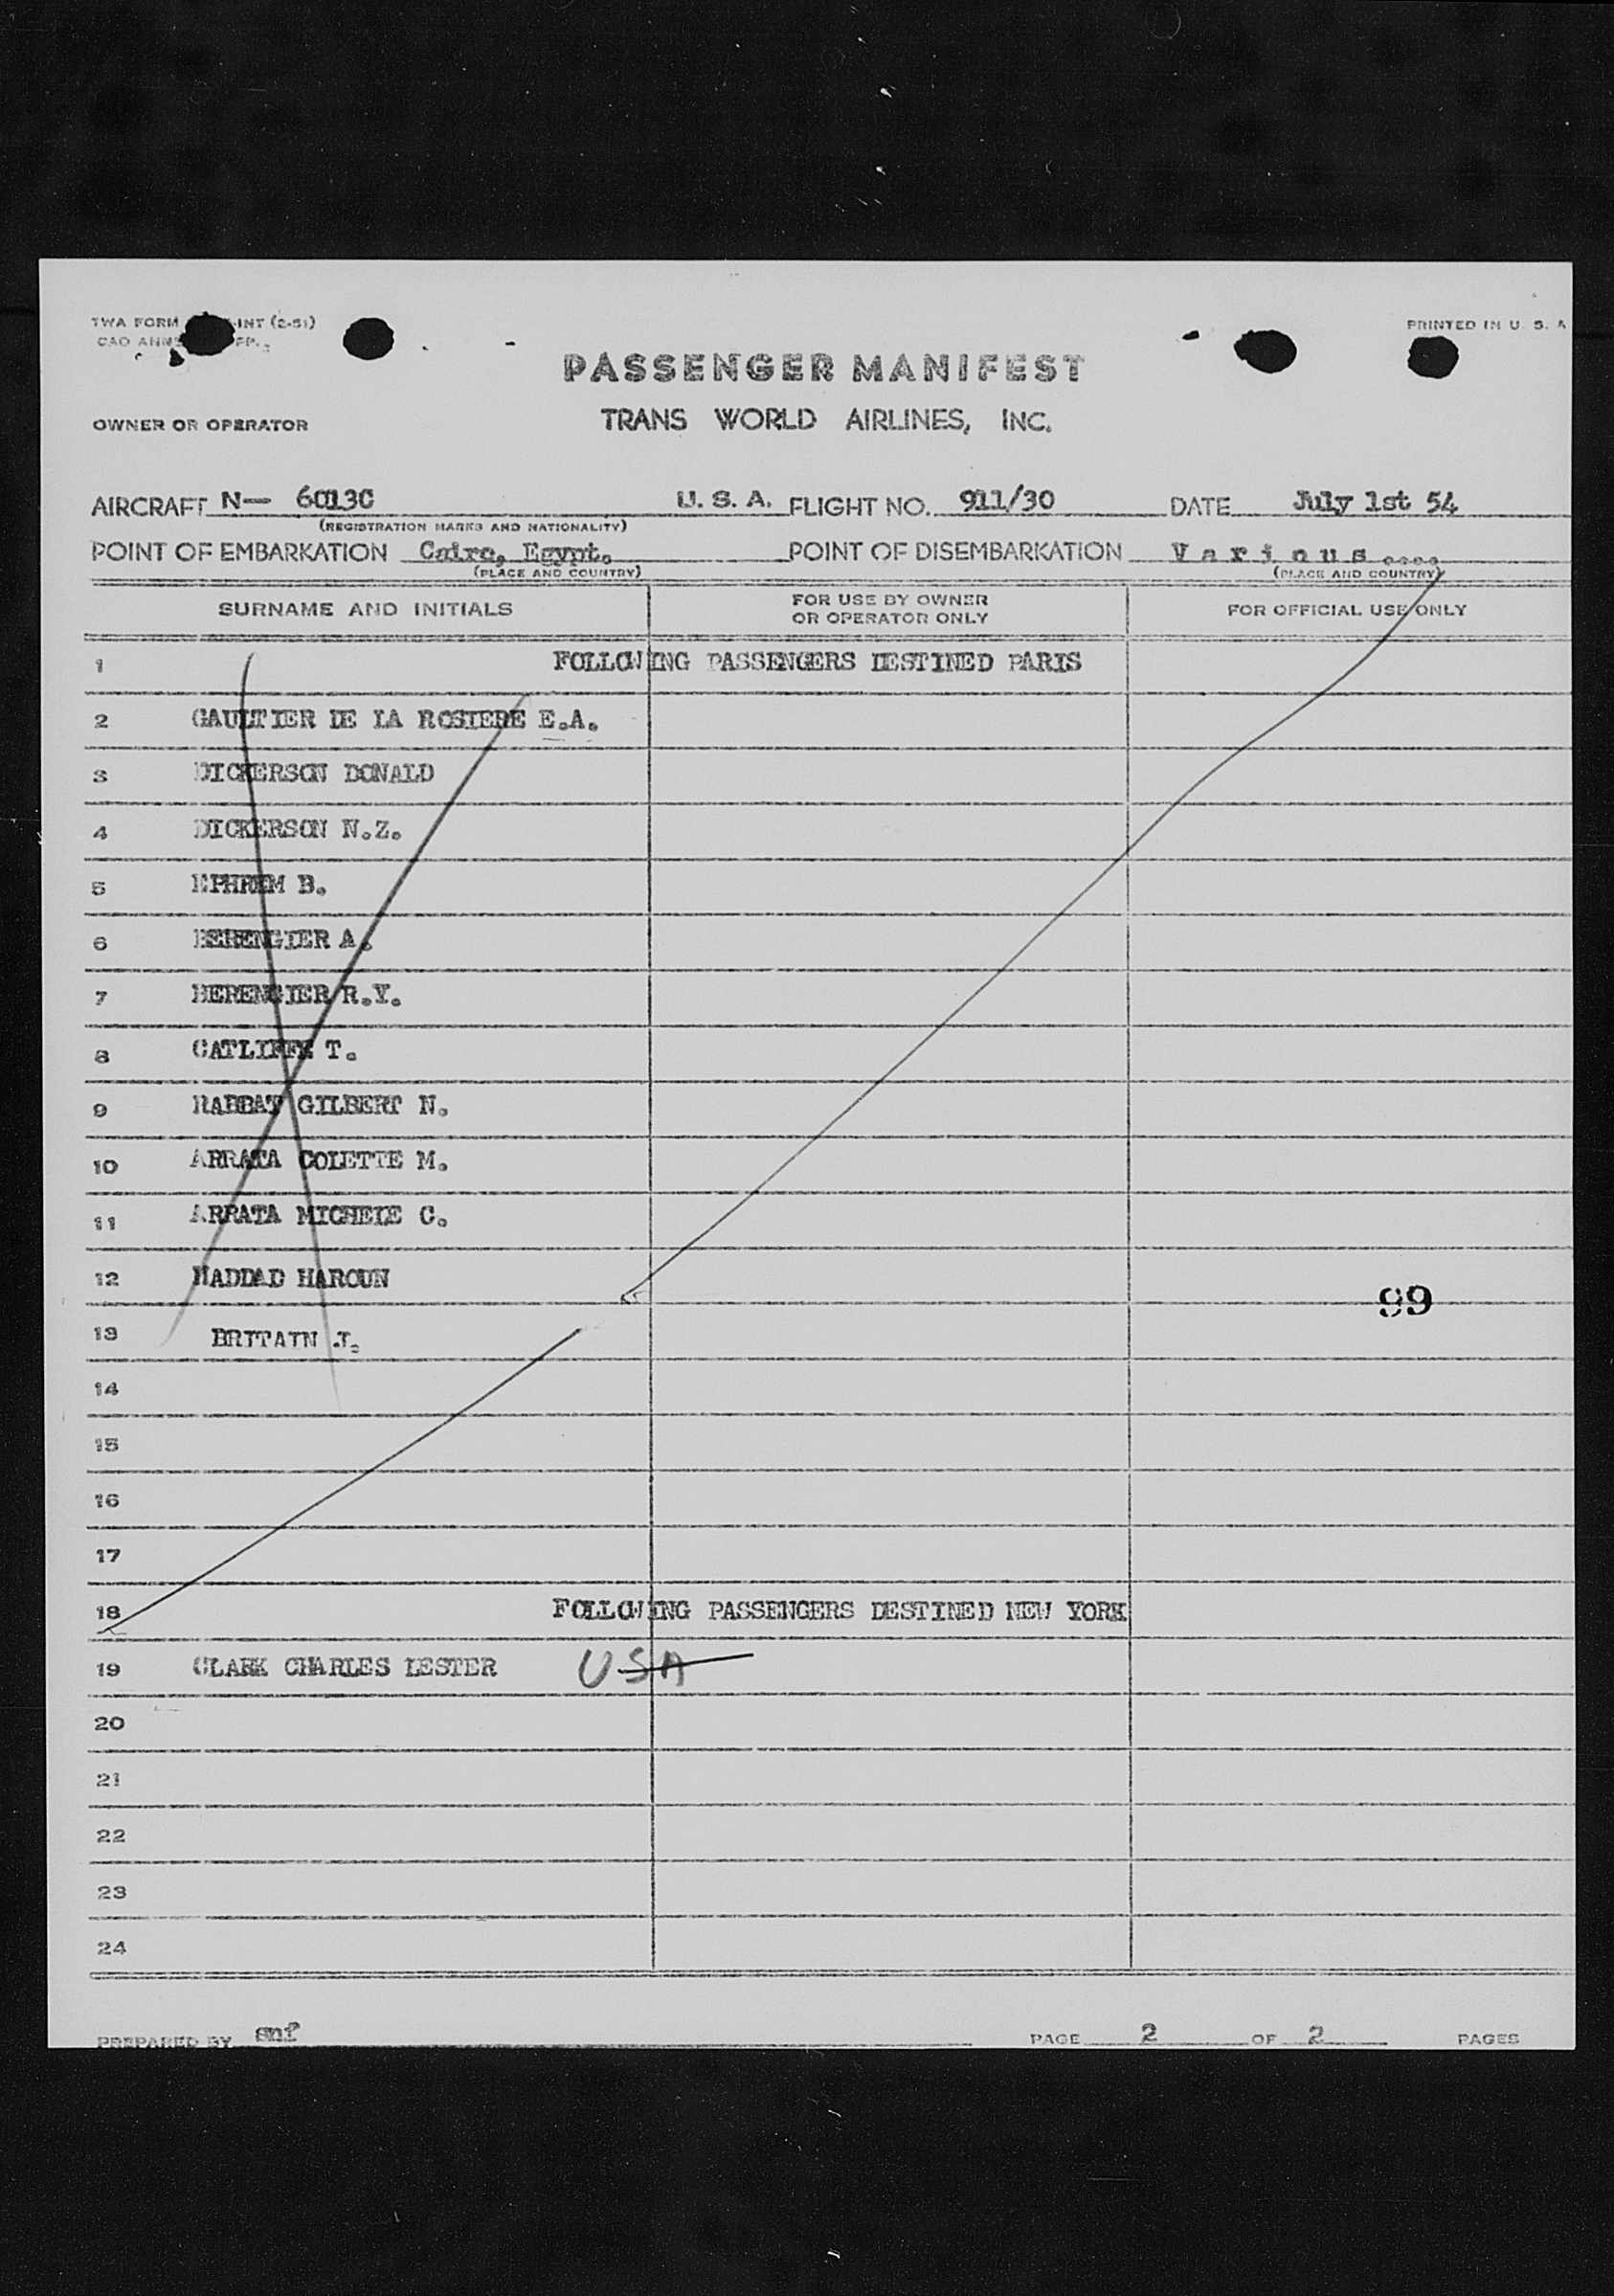 TWA FORM INT (2-51)
PRINTED IN U. S. A
PASSENGER MANIFEST
OWNER OR OPERATOR
TRANS WORLD AIRLINES, INC.
AIRCRAFT N— 6013C U. S. A. FLIGHT NO. 911/30 DATE July 1st 54
(REGISTRATION MARKS AND NATIONALITY)
POINT OF EMBARKATION Cairo, Egypt. POINT OF DISEMBARKATION Various....
(PLACE AND COUNTRY) (PLACE AND COUNTRY)
SURNAME AND INITIALS FOR USE BY OWNER OR OPERATOR ONLY FOR OFFICIAL USE ONLY
1 FOLLOWING PASSENGERS DESTINED PARIS
2 GAULTIER DE LA ROSIERE E.A.
3 DICKERSON DONALD
4 DICKERSON N.Z.
5 EPHREM B.
6 BERENGIER A.
7 BERENGIER R.Y.
8 CATLIFFE T.
9 RABBAT GILBERT N.
10 ARRATA COLETTE M.
11 ARRATA MICHELE C.
12 HADDAD HAROUN
99
13 BRITAIN J.
14
15
16
17
18 FOLLOWING PASSENGERS DESTINED NEW YORK
19 CLARK CHARLES LESTER USA
20
21
22
23
24
PREPARED BY smf PAGE 2 OF 2 PAGES